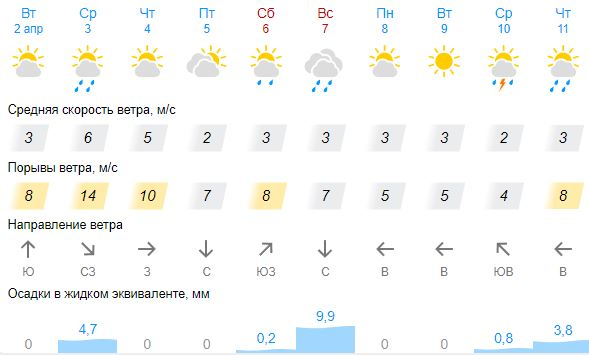 Вт Ср Чт Пт Сб Вс Пн Вт Ср Чт
2 апр 3 4 5 6 7 8 9 10 11
Средняя скорость ветра, м/с
3 6 5 2 3 3 3 3 2 3
Порывы ветра, м/с
8 14 10 7 8 7 5 5 4 8
Направление ветра
Ю СЗ З С ЮЗ С В В ЮВ В
Осадки в жидком эквиваленте, мм
0 4,7 0 0 0,2 9,9 0 0 0,8 3,8